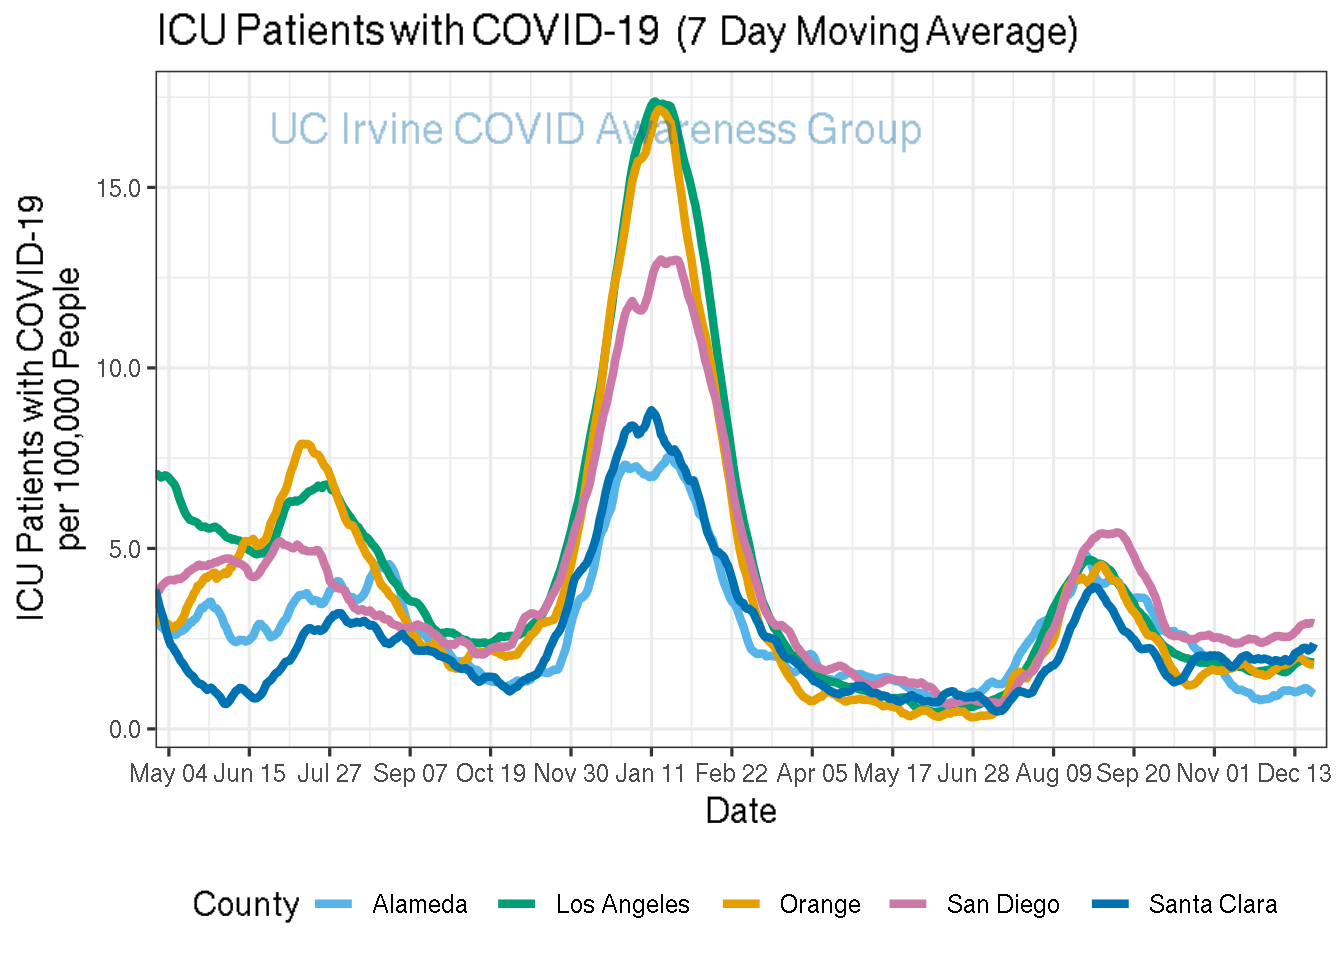 ICU Patients with COVID-19 (7 Day Moving Average)
UC Irvine COVID Awareness Group
ICU Patients with COVID-19
per 100,000 People
15.0
10.0
5.0
0.0
May 04 Jun 15 Jul 27 Sep 07 Oct 19 Nov 30 Jan 11 Feb 22 Apr 05 May 17 Jun 28 Aug 09 Sep 20 Nov 01 Dec 13
Date
County Alameda Los Angeles Orange San Diego Santa Clara